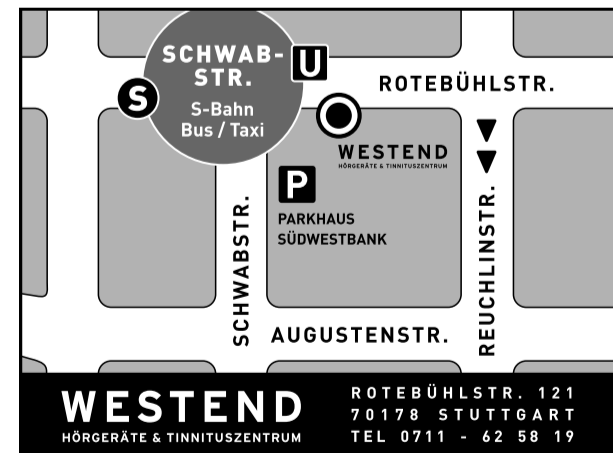 SCHWAB-
STR.
S-Bahn
Bus / Taxi
S
U
ROTEBÜHLSTR.
WESTEND
HÖRGERÄTE & TINNITUSZENTRUM
P
PARKHAUS
SÜDWESTBANK
SCHWABSTR.
REUCHLINSTR.
AUGUSTENSTR.
WESTEND
HÖRGERÄTE & TINNITUSZENTRUM
ROTEBÜHLSTR. 121
70178 STUTTGART
TEL 0711 - 62 58 19